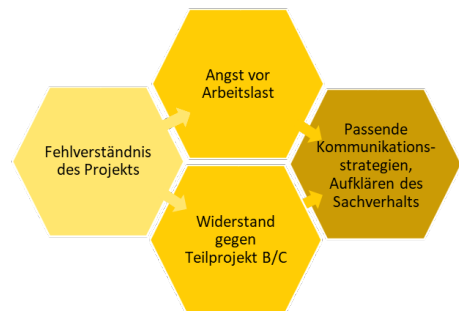 Fehlverständnis
des Projekts
Angst vor
Arbeitslast
Widerstand
gegen
Teilprojekt B/C
Passende
Kommunikations-
strategien,
Aufklären des
Sachverhalts